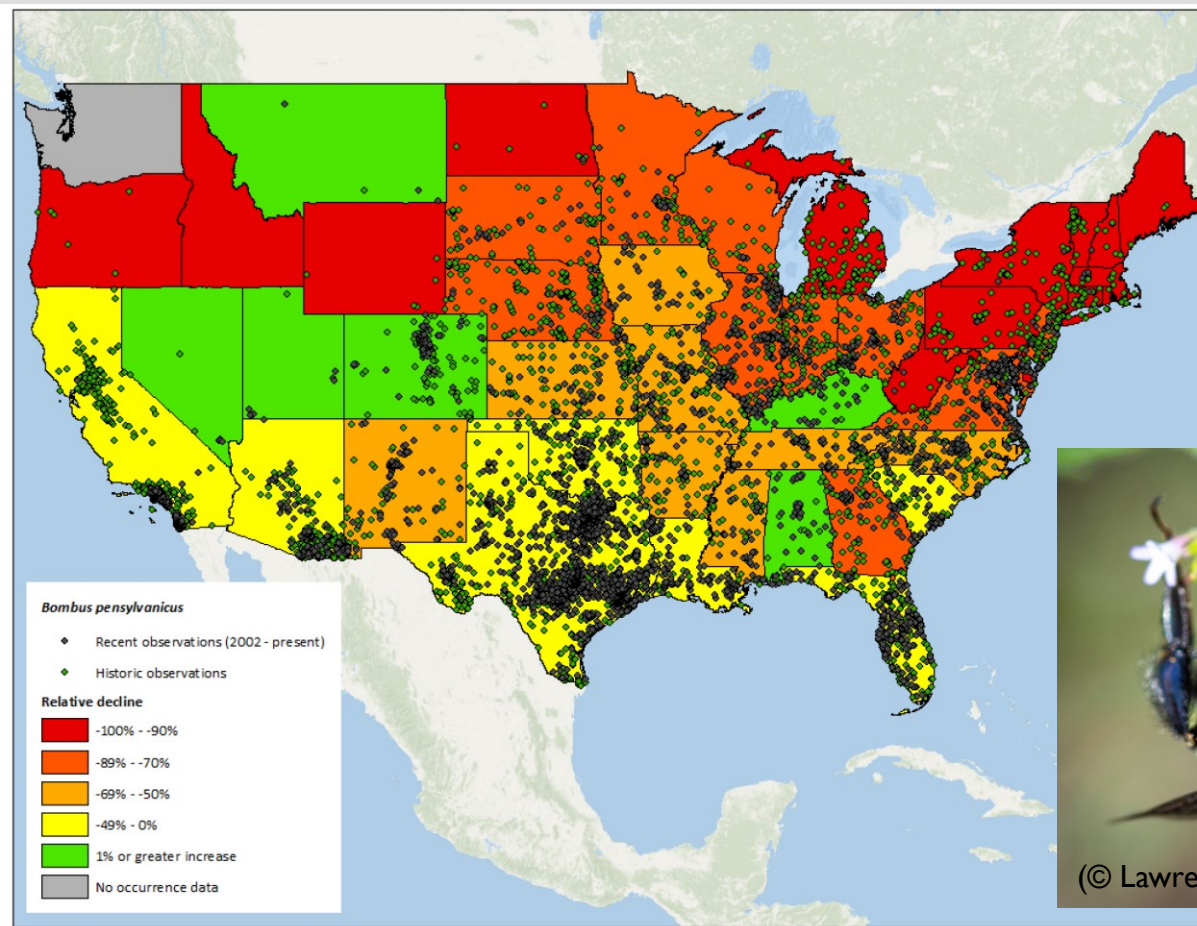 Bombus pensylvanicus
Recent observations (2002 - present)
Historic observations
Relative decline
-100% - -90%
-89% - -70%
-69% - -50%
-49% - 0%
1% or greater increase
No occurrence data
(© Lawre